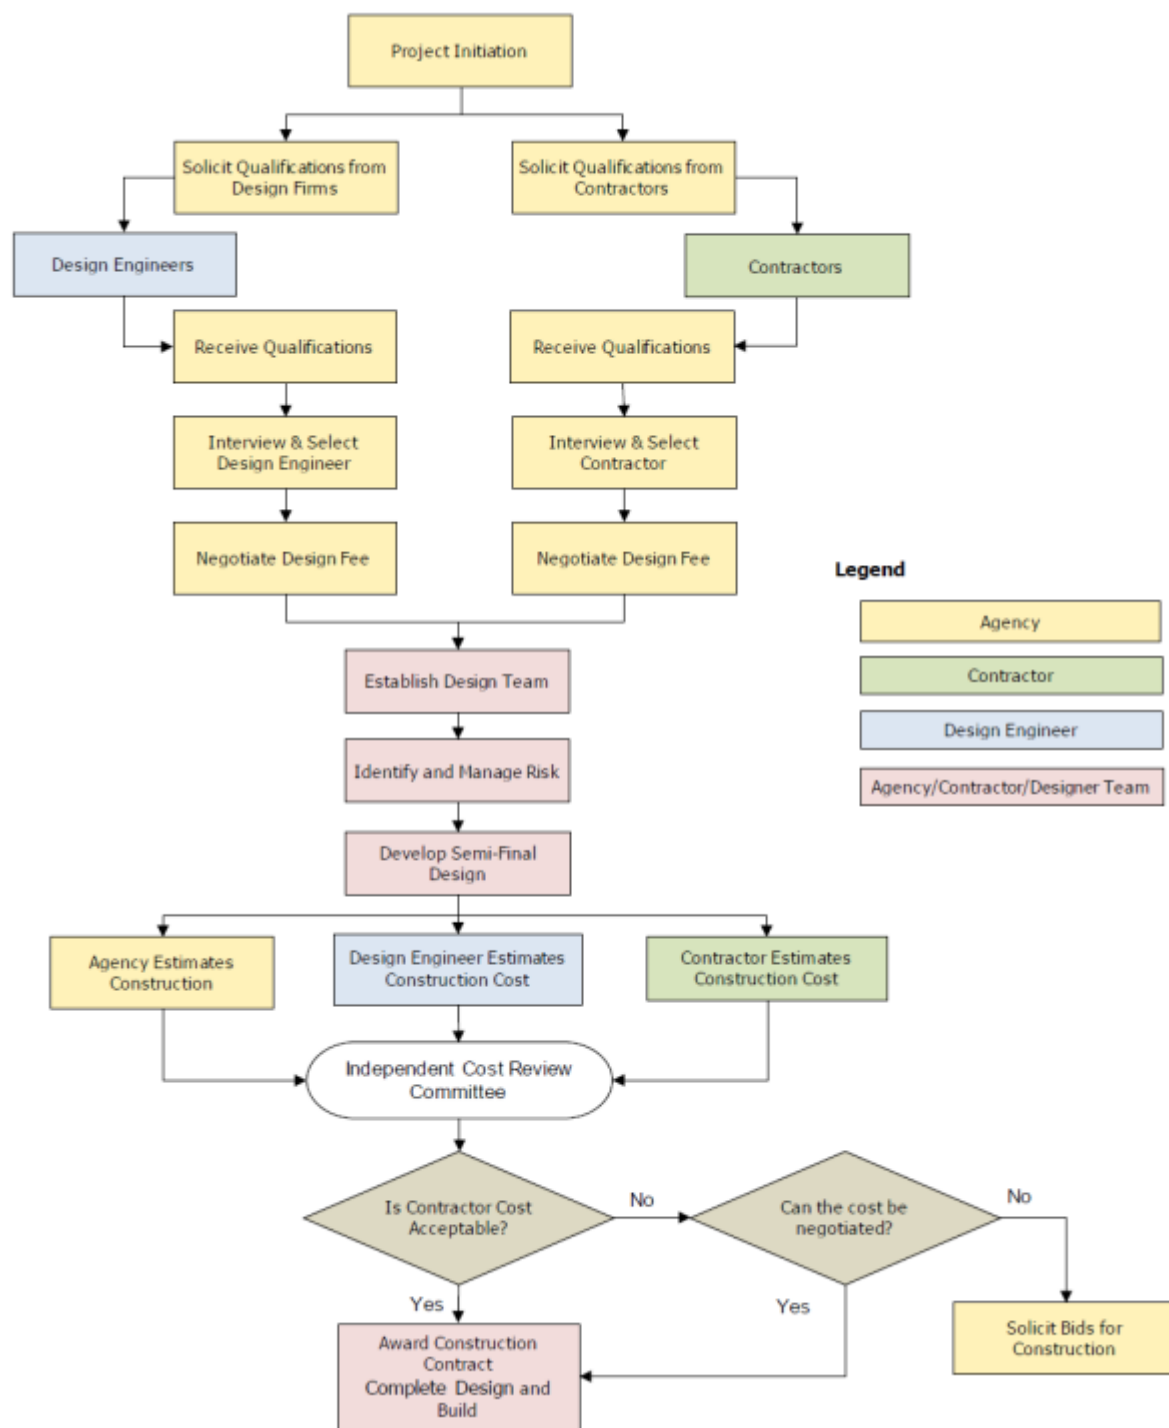 Project Initiation
Solicit Qualifications from
Design Firms
Solicit Qualifications from
Contractors
Design Engineers
Contractors
Receive Qualifications
Receive Qualifications
Interview & Select
Design Engineer
Interview & Select
Contractor
Negotiate Design Fee
Negotiate Design Fee
Legend
Agency
Contractor
Design Engineer
Agency/Contractor/Designer Team
Establish Design Team
Identify and Manage Risk
Develop Semi-Final
Design
Agency Estimates
Construction
Design Engineer Estimates
Construction Cost
Contractor Estimates
Construction Cost
Independent Cost Review
Committee
Is Contractor Cost
Acceptable?
No
Can the cost be
negotiated?
No
Yes
Yes
Award Construction
Contract
Complete Design and
Build
Solicit Bids for
Construction